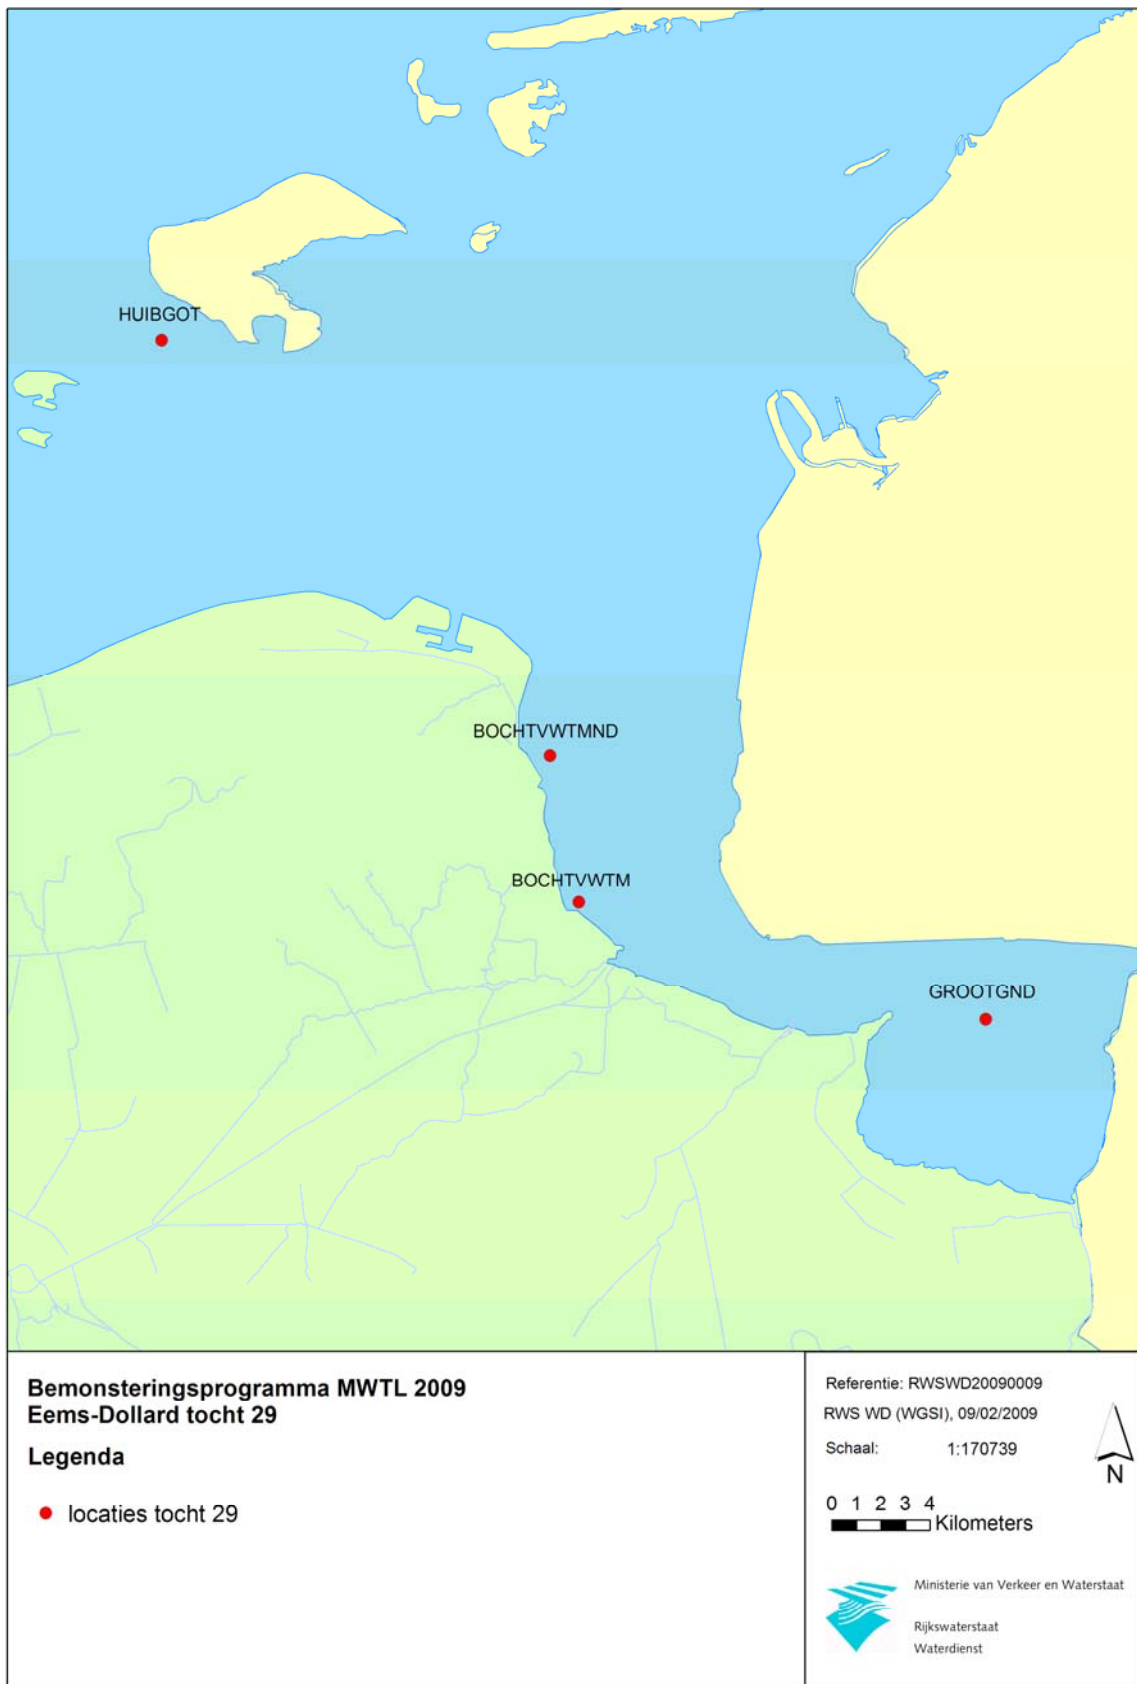 HUIBGOT
BOCHTVWTMND
BOCHTVWTM
GROOTGND
Bemonsteringsprogramma MWTL 2009
Eems-Dollard tocht 29
Legenda
locaties tocht 29
Referentie: RWSWD20090009
RWS WD (WGSI), 09/02/2009
Schaal: 1:170739
N
0 1 2 3 4
Kilometers
Ministerie van Verkeer en Waterstaat
Rijkswaterstaat
Waterdienst